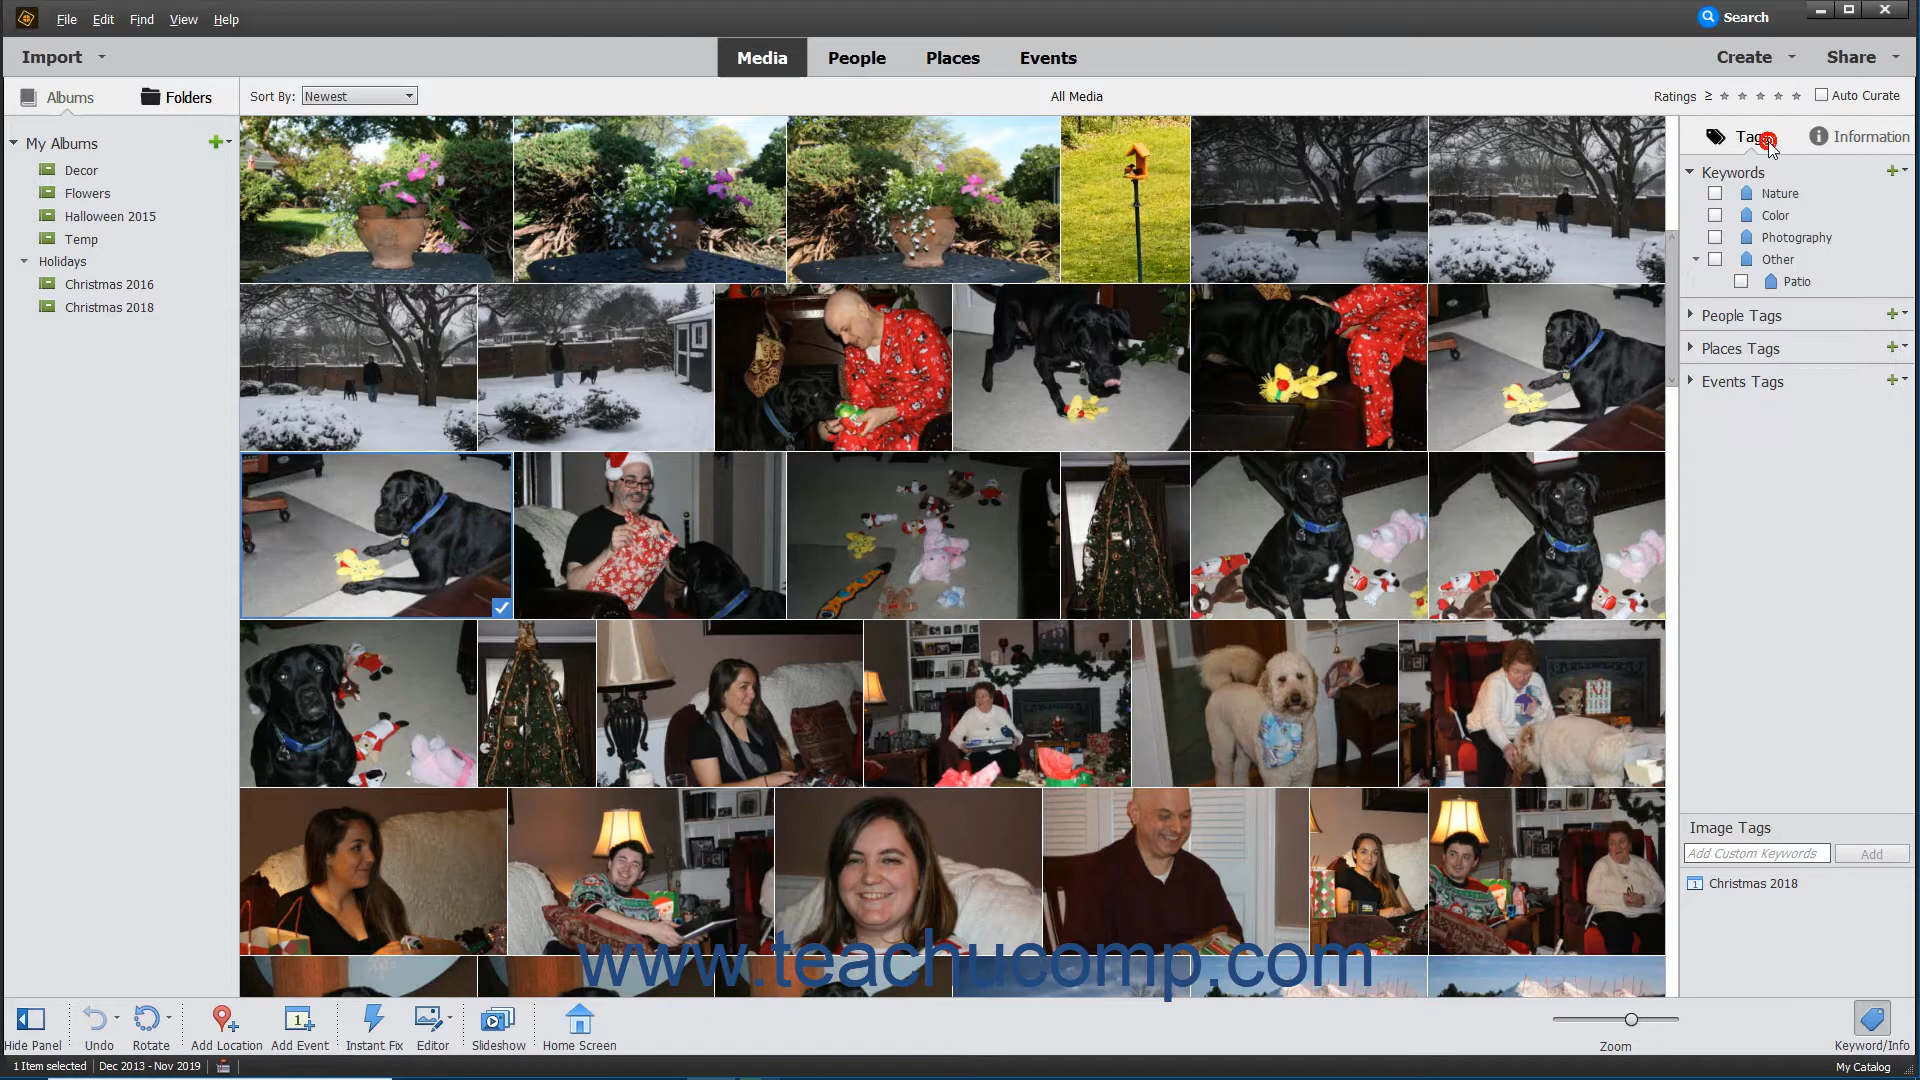 File Edit Find View Help
Search
Import
Media People Places Events
Create Share
Albums Folders
Sort By: Newest
All Media
Ratings ≥
Auto Curate
My Albums
Decor
Flowers
Halloween 2015
Temp
Holidays
Christmas 2016
Christmas 2018
Information
Keywords
Nature
Color
Photography
Other
Patio
People Tags
Places Tags
Events Tags
Image Tags
Add Custom Keywords Add
1 Christmas 2018
www.teachucomp.com
Hide Panel Undo Rotate Add Location Add Event Instant Fix Editor Slideshow Home Screen
Zoom
Keyword/Info
1 Item selected Dec 2013 - Nov 2019
My Catalog